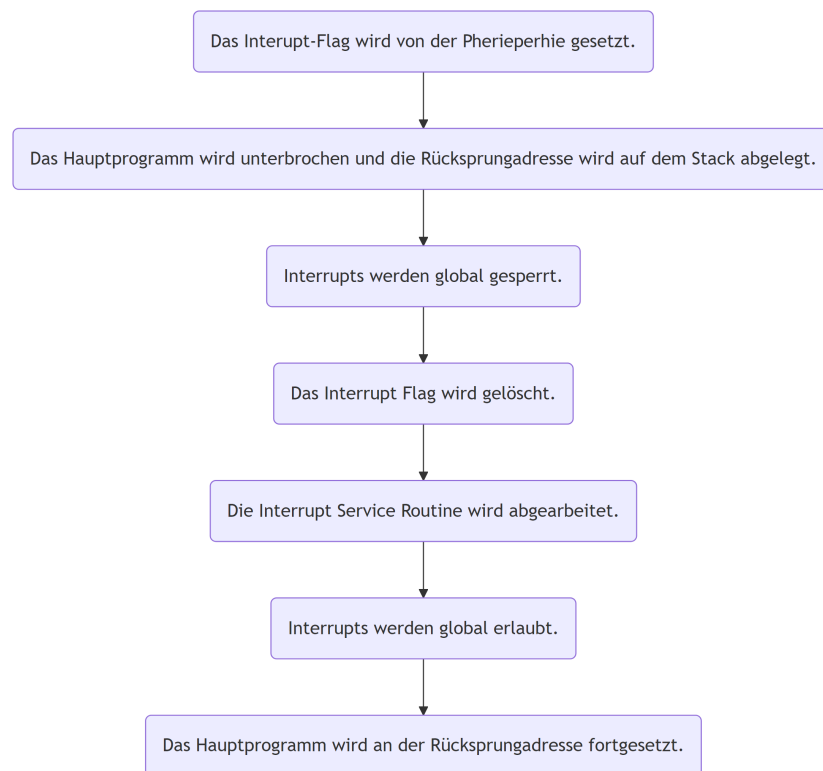 Das Interupt-Flag wird von der Pherieperhie gesetzt.
Das Hauptprogramm wird unterbrochen und die Rücksprungadresse wird auf dem Stack abgelegt.
Interrupts werden global gesperrt.
Das Interrupt Flag wird gelöscht.
Die Interrupt Service Routine wird abgearbeitet.
Interrupts werden global erlaubt.
Das Hauptprogramm wird an der Rücksprungadresse fortgesetzt.